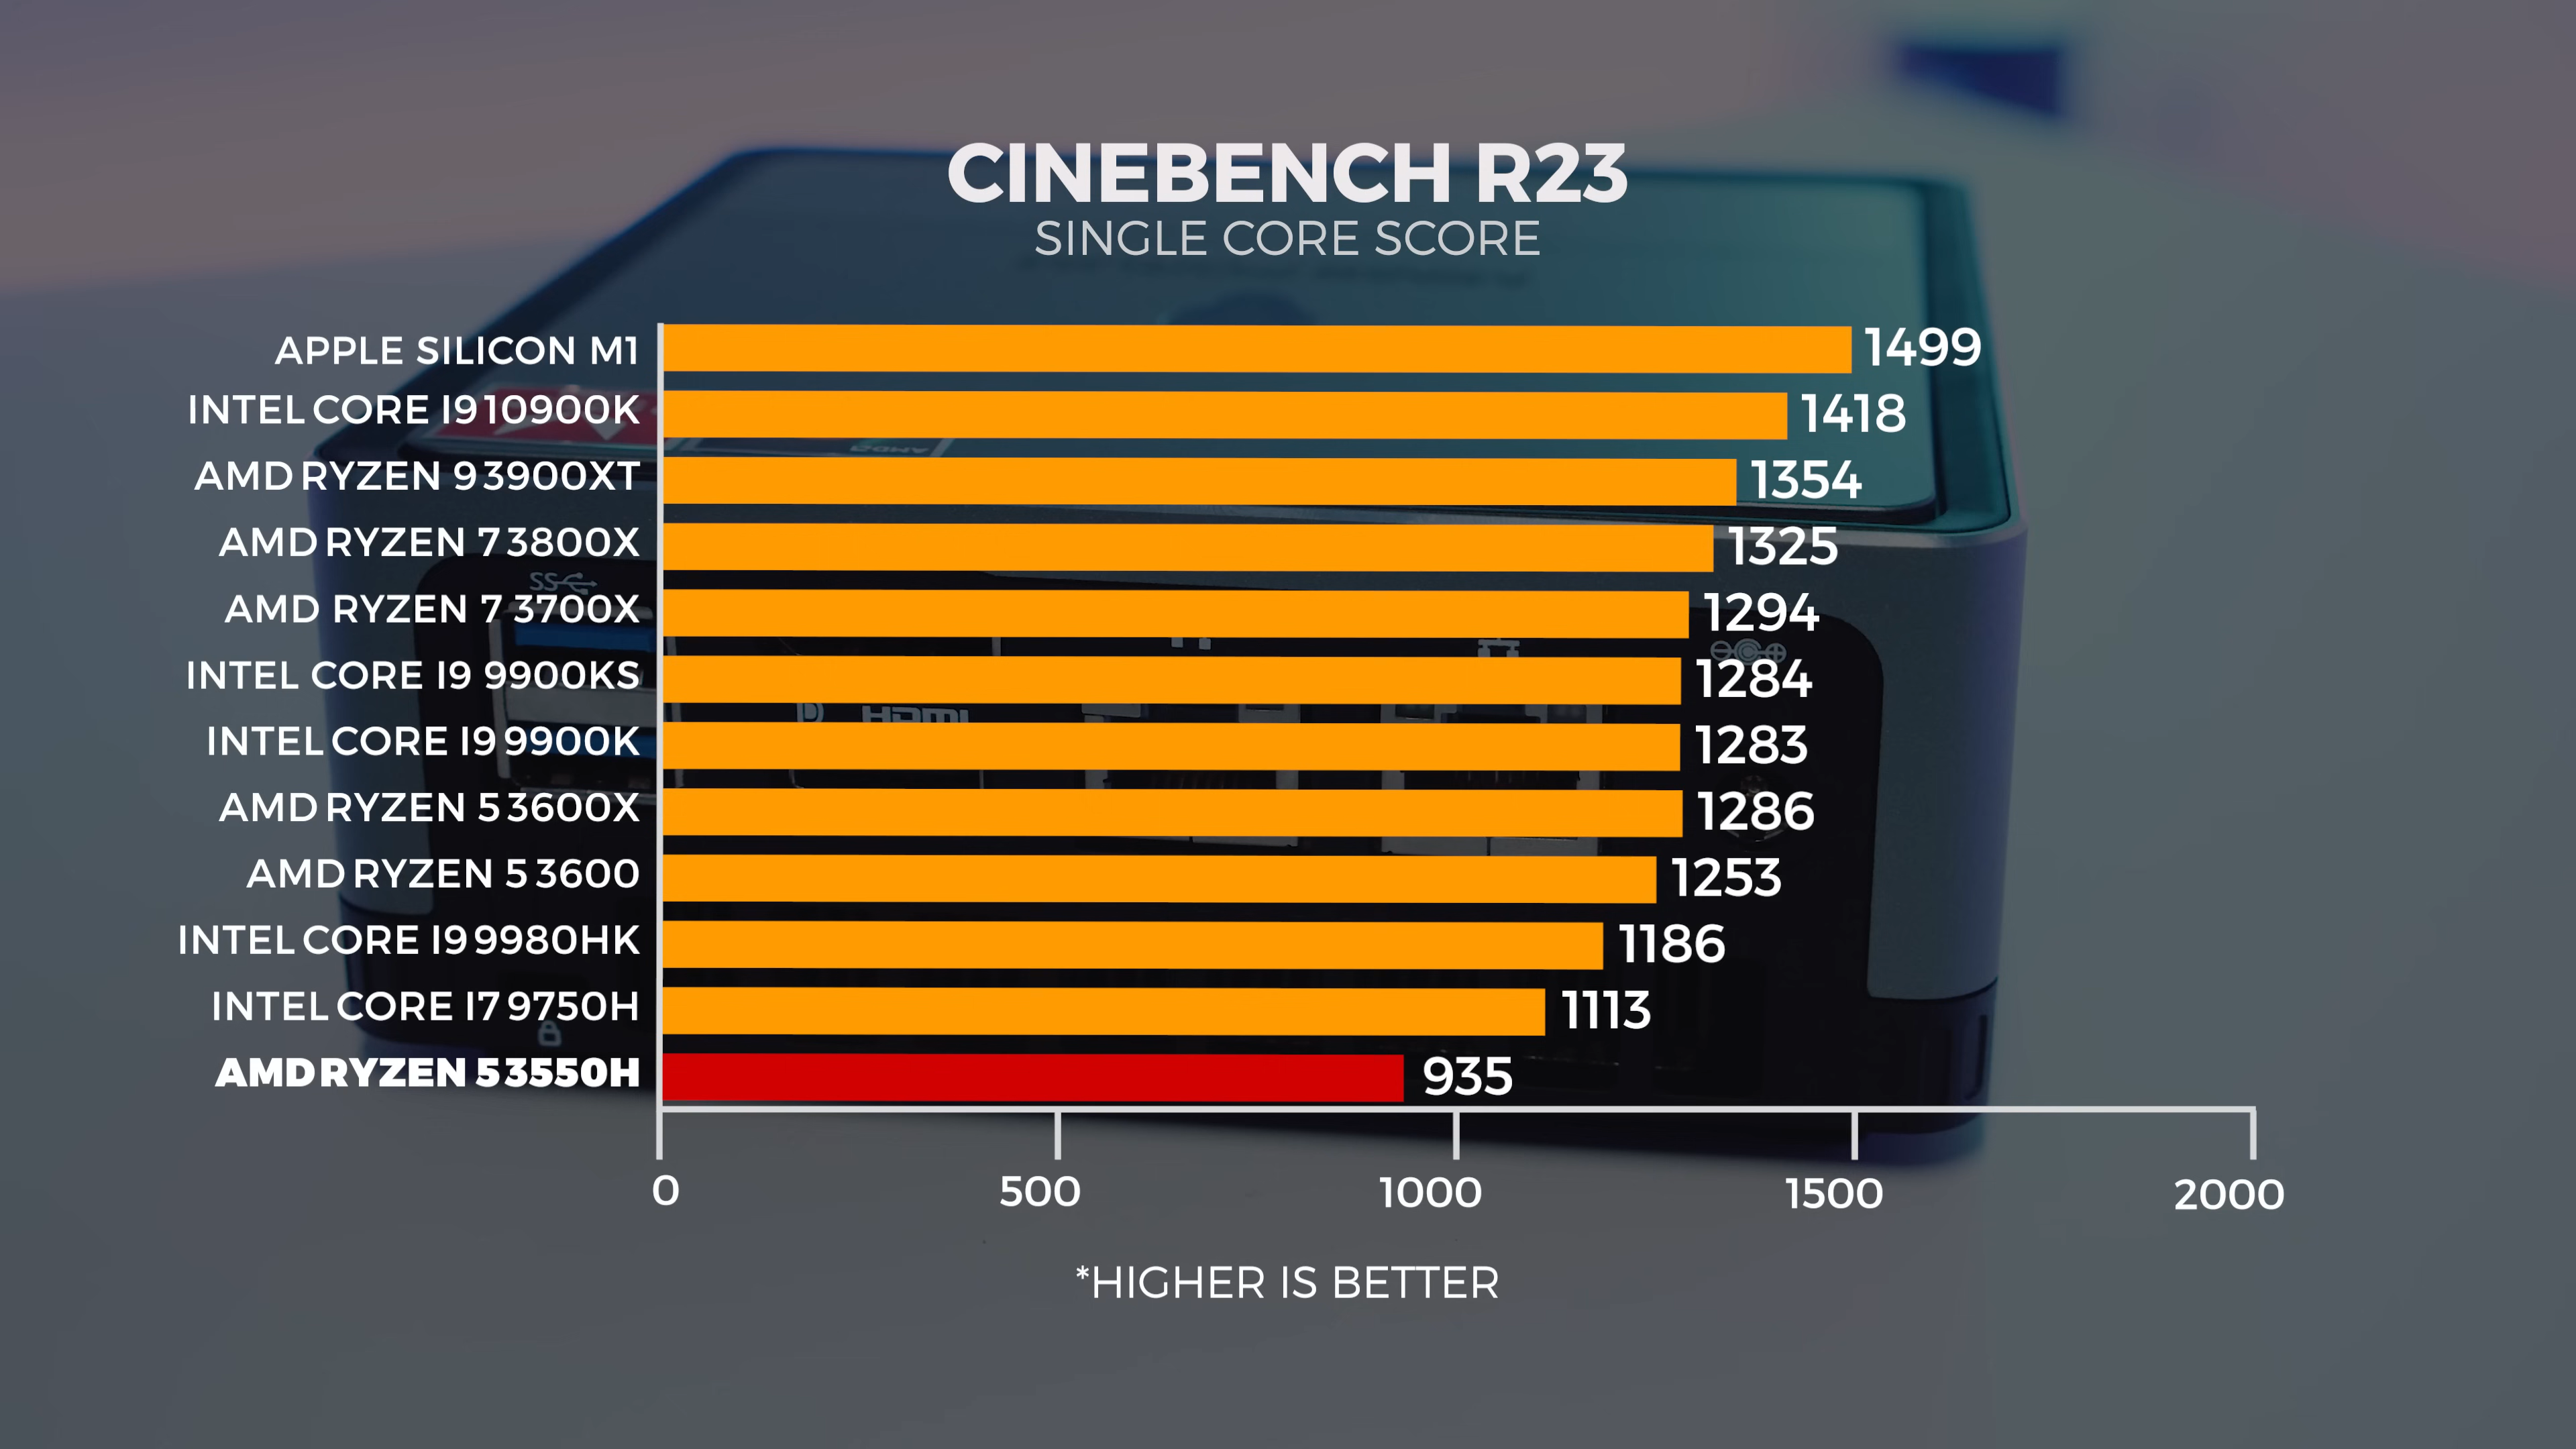 CINEBENCH R23
SINGLE CORE SCORE
APPLE SILICON M1 1499
INTEL CORE I9 10900K 1418
AMD RYZEN 9 3900XT 1354
AMD RYZEN 7 3800X 1325
SS
AMD RYZEN 7 3700X 1294
INTEL CORE I9 9900KS 1284
HDMI
INTEL CORE I9 9900K 1283
AMD RYZEN 5 3600X 1286
AMD RYZEN 5 3600 1253
INTEL CORE I9 9980HK 1186
INTEL CORE I7 9750H 1113
AMD RYZEN 5 3550H 935
0 500 1000 1500 2000
*HIGHER IS BETTER